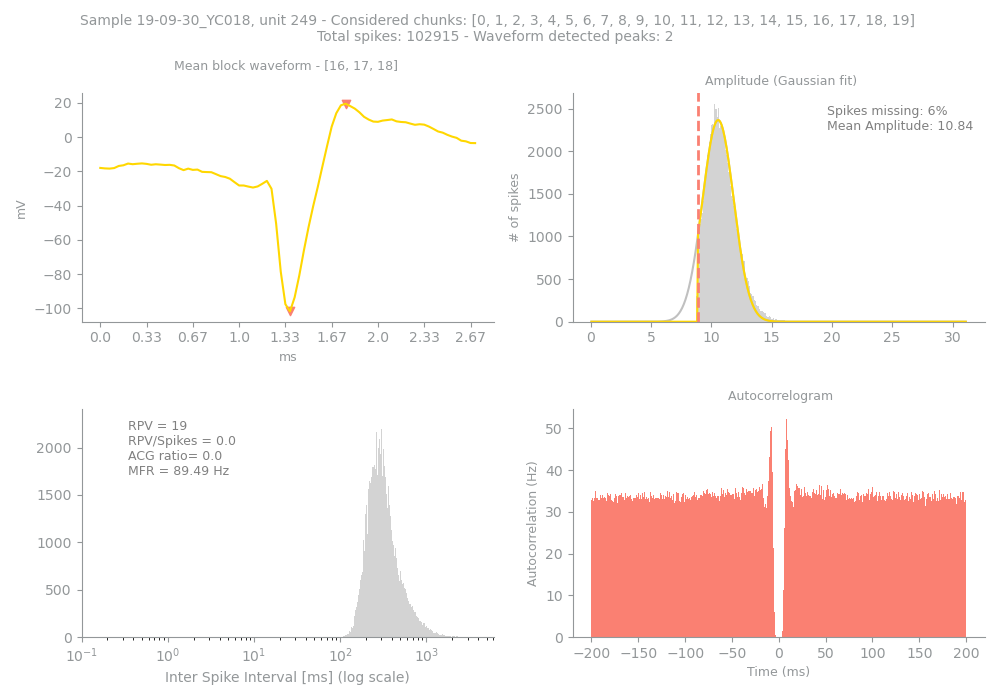 Sample 19-09-30_YC018, unit 249 - Considered chunks: [0, 1, 2, 3, 4, 5, 6, 7, 8, 9, 10, 11, 12, 13, 14, 15, 16, 17, 18, 19]
Total spikes: 102915 - Waveform detected peaks: 2
Mean block waveform - [16, 17, 18]
20
0
−20
−40
−60
−80
−100
mV
0.0 0.33 0.67 1.0 1.33 1.67 2.0 2.33 2.67
ms
Amplitude (Gaussian fit)
Spikes missing: 6%
Mean Amplitude: 10.84
2500
2000
1500
1000
500
0
# of spikes
0 5 10 15 20 25 30
RPV = 19
RPV/Spikes = 0.0
ACG ratio= 0.0
MFR = 89.49 Hz
2000
1500
1000
500
0
10⁻¹ 10⁰ 10¹ 10² 10³
Inter Spike Interval [ms] (log scale)
Autocorrelogram
50
40
30
20
10
0
Autocorrelation (Hz)
−200 −150 −100 −50 0 50 100 150 200
Time (ms)